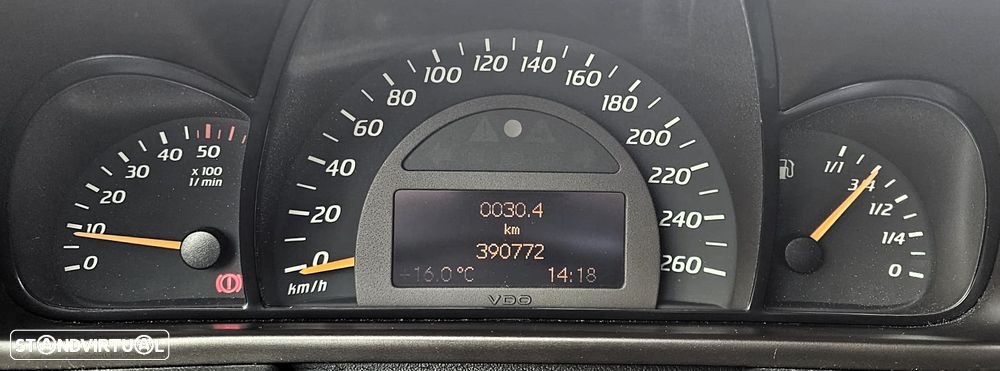 0 10 20 30 40 50
x 100
1/min
0 20 40 60 80 100 120 140 160 180 200 220 240 260
km/h
0030.4
km
390772
-16.0°C 14:18
VDO
1/1 3/4 1/2 1/4 0
STANDVIRTUAL